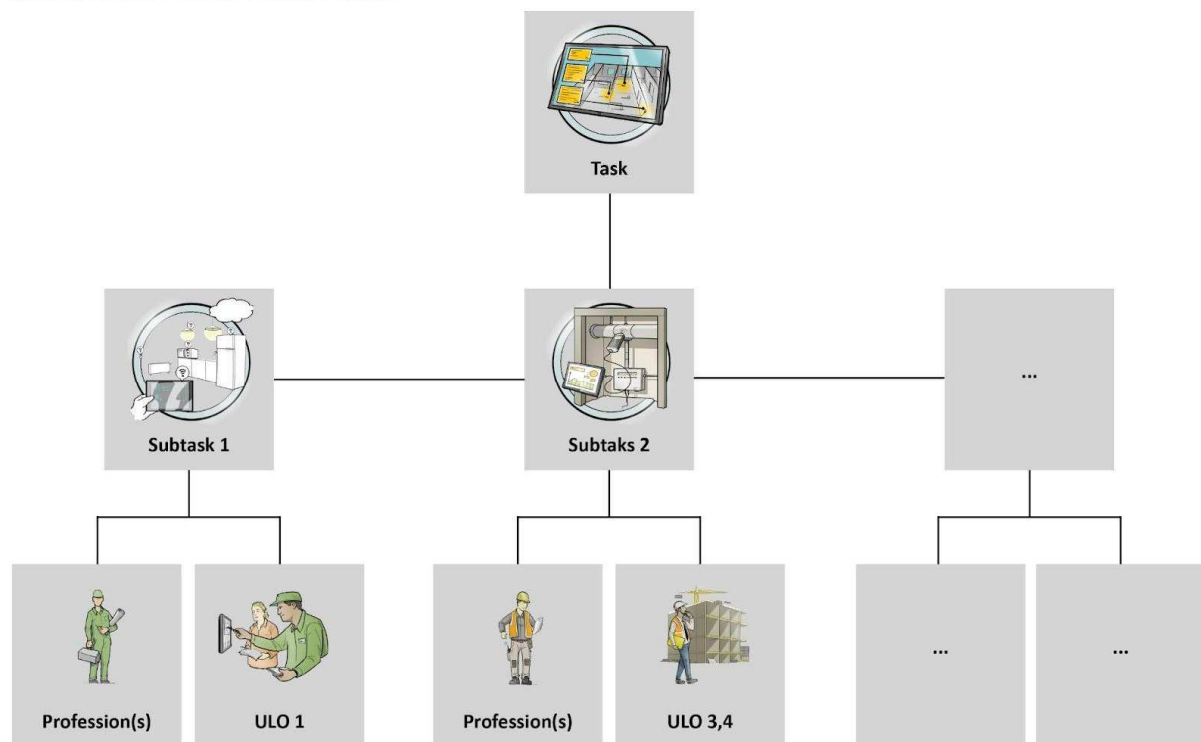 Task
Subtask 1
Subtaks 2
...
Profession(s)
ULO 1
Profession(s)
ULO 3,4
...
...